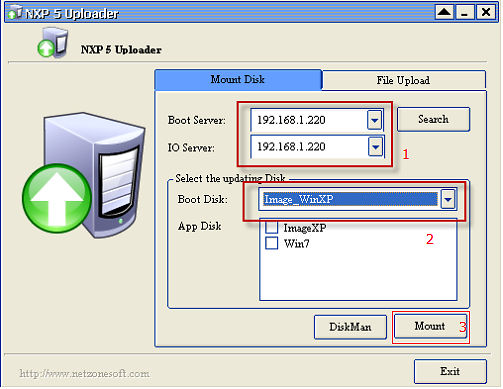 NXP 5 Uploader
NXP 5 Uploader
Mount Disk
File Upload
Boot Server: 192.168.1.220 Search
IO Server: 192.168.1.220
1
Select the updating Disk
Boot Disk: Image_WinXP
App Disk
ImageXP
Win7
2
DiskMan
Mount 3
http://www.netzonesoft.com
Exit